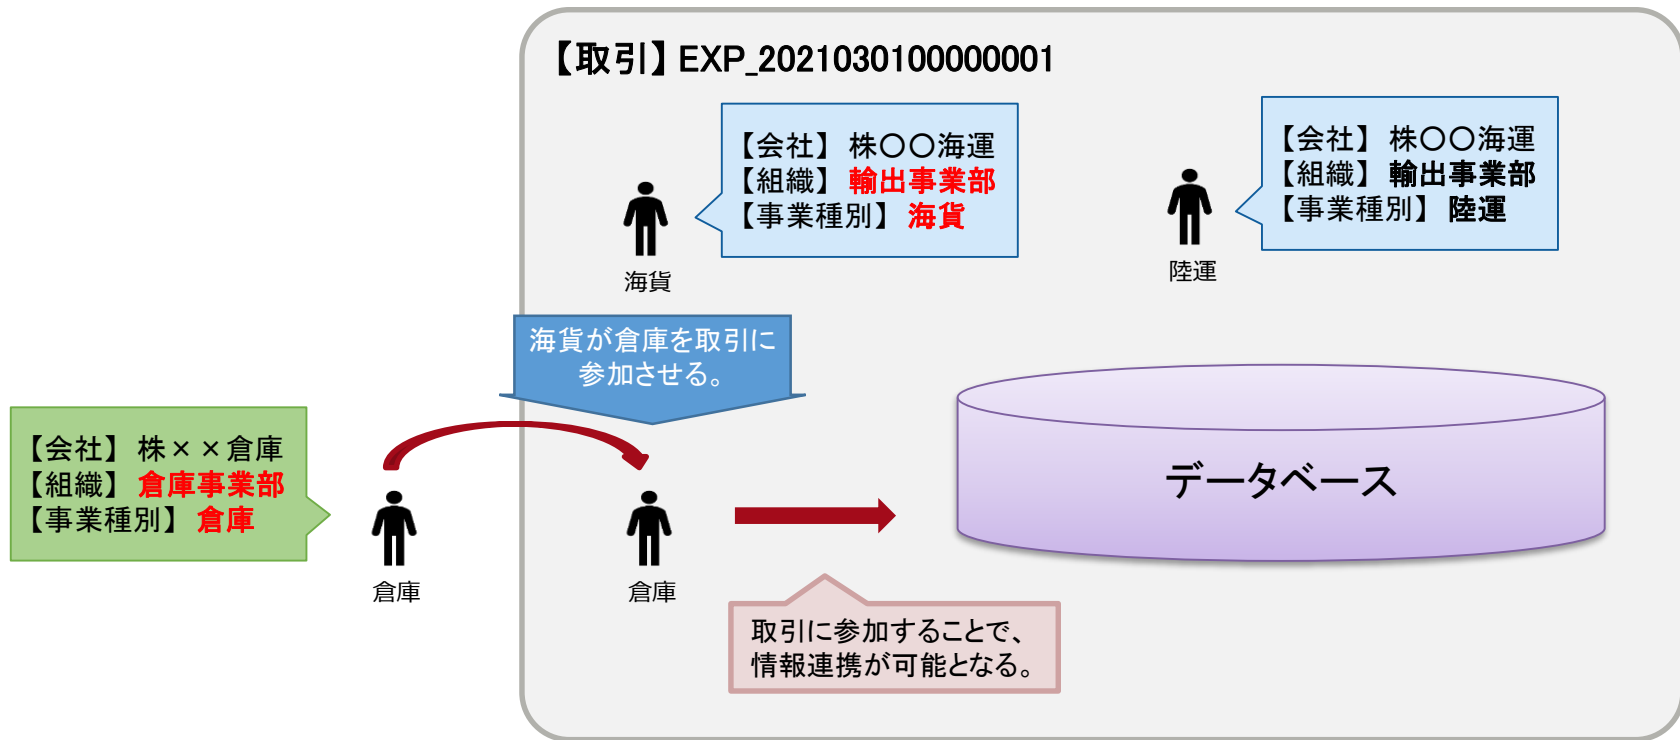 【取引】EXP_2021030100000001
【会社】 株〇〇海運
【組織】 輸出事業部
【事業種別】 海貨
海貨
【会社】 株〇〇海運
【組織】 輸出事業部
【事業種別】 陸運
陸運
海貨が倉庫を取引に
参加させる。
【会社】 株××倉庫
【組織】 倉庫事業部
【事業種別】 倉庫
倉庫
倉庫
データベース
取引に参加することで、
情報連携が可能となる。